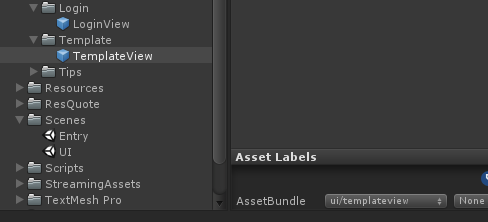 Login
LoginView
Template
TemplateView
Tips
Resources
ResQuote
Scenes
Entry
UI
Scripts
StreamingAssets
TextMesh Pro
Asset Labels
AssetBundle ui/templateview None